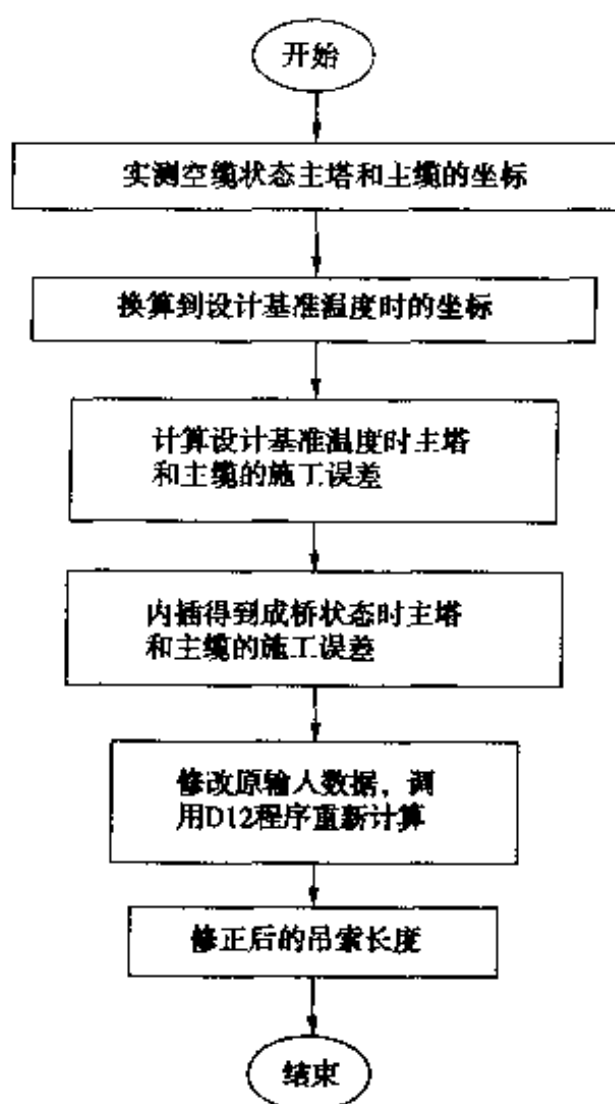 开始
实测空缆状态主塔和主缆的坐标
换算到设计基准温度时的坐标
计算设计基准温度时主塔
和主缆的施工误差
内插得到成桥状态时主塔
和主缆的施工误差
修改原输人数据，调
用D12程序重新计算
修正后的吊索长度
结束